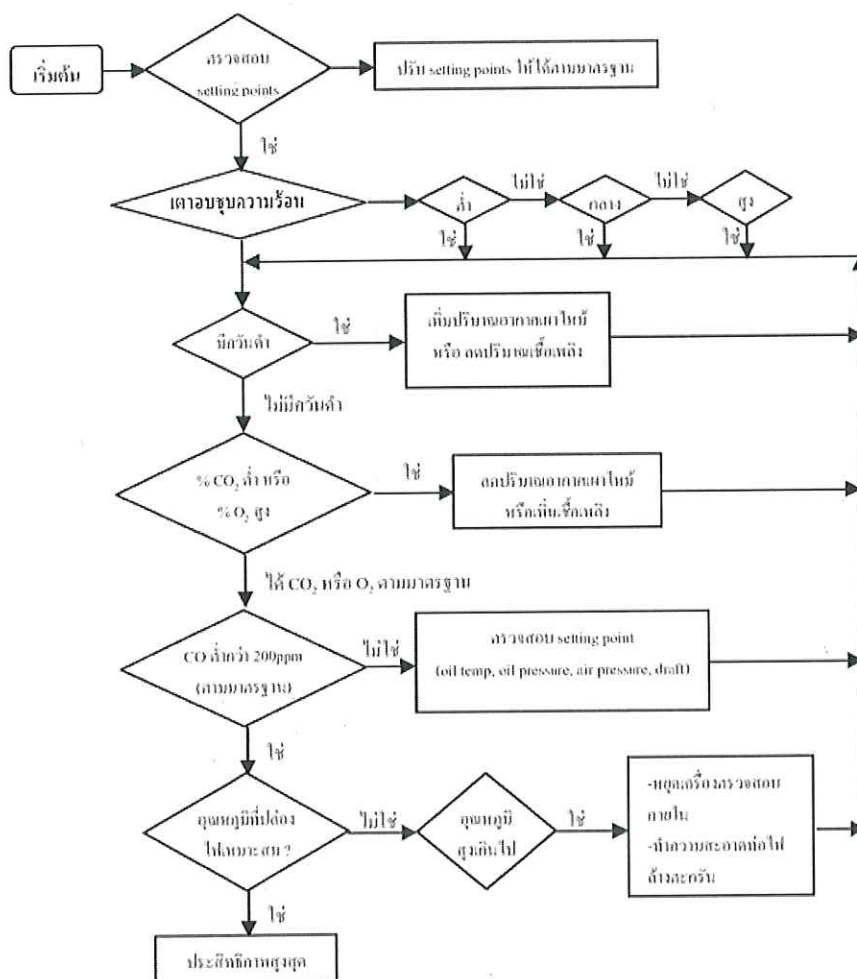 เริ่มต้น
ตรวจสอบ
setting points
ปรับ setting points ให้ได้ตามมาตรฐาน
ใช่
เตาอบชุบความร้อน
ต่ำ
ไม่ใช่
กลาง
ไม่ใช่
สูง
ใช่
ใช่
ใช่
มีควันดำ
ใช่
เพิ่มปริมาณอากาศเผาไหม้
หรือ ลดปริมาณเชื้อเพลิง
ไม่มีควันดำ
% CO₂ ต่ำ หรือ
% O₂ สูง
ใช่
ลดปริมาณอากาศเผาไหม้
หรือเพิ่มเชื้อเพลิง
ได้ CO₂ หรือ O₂ ตามมาตรฐาน
CO ต่ำกว่า 200ppm
(ตามมาตรฐาน)
ไม่ใช่
ตรวจสอบ setting point
(oil temp, oil pressure, air pressure, draft)
ใช่
อุณหภูมิที่ปล่อง
ไฟเหมาะสม ?
ไม่ใช่
อุณหภูมิ
สูงเกินไป
ใช่
-หยุดเครื่องตรวจสอบ
ภายใน
-ทำความสะอาดท่อไฟ
ล้างตะกรัน
ใช่
ประสิทธิภาพสูงสุด